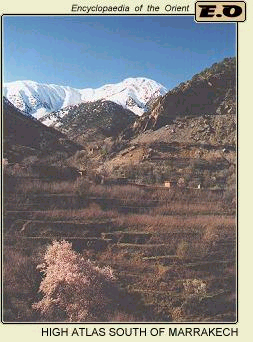 Encyclopaedia of the Orient
E.O
HIGH ATLAS SOUTH OF MARRAKECH